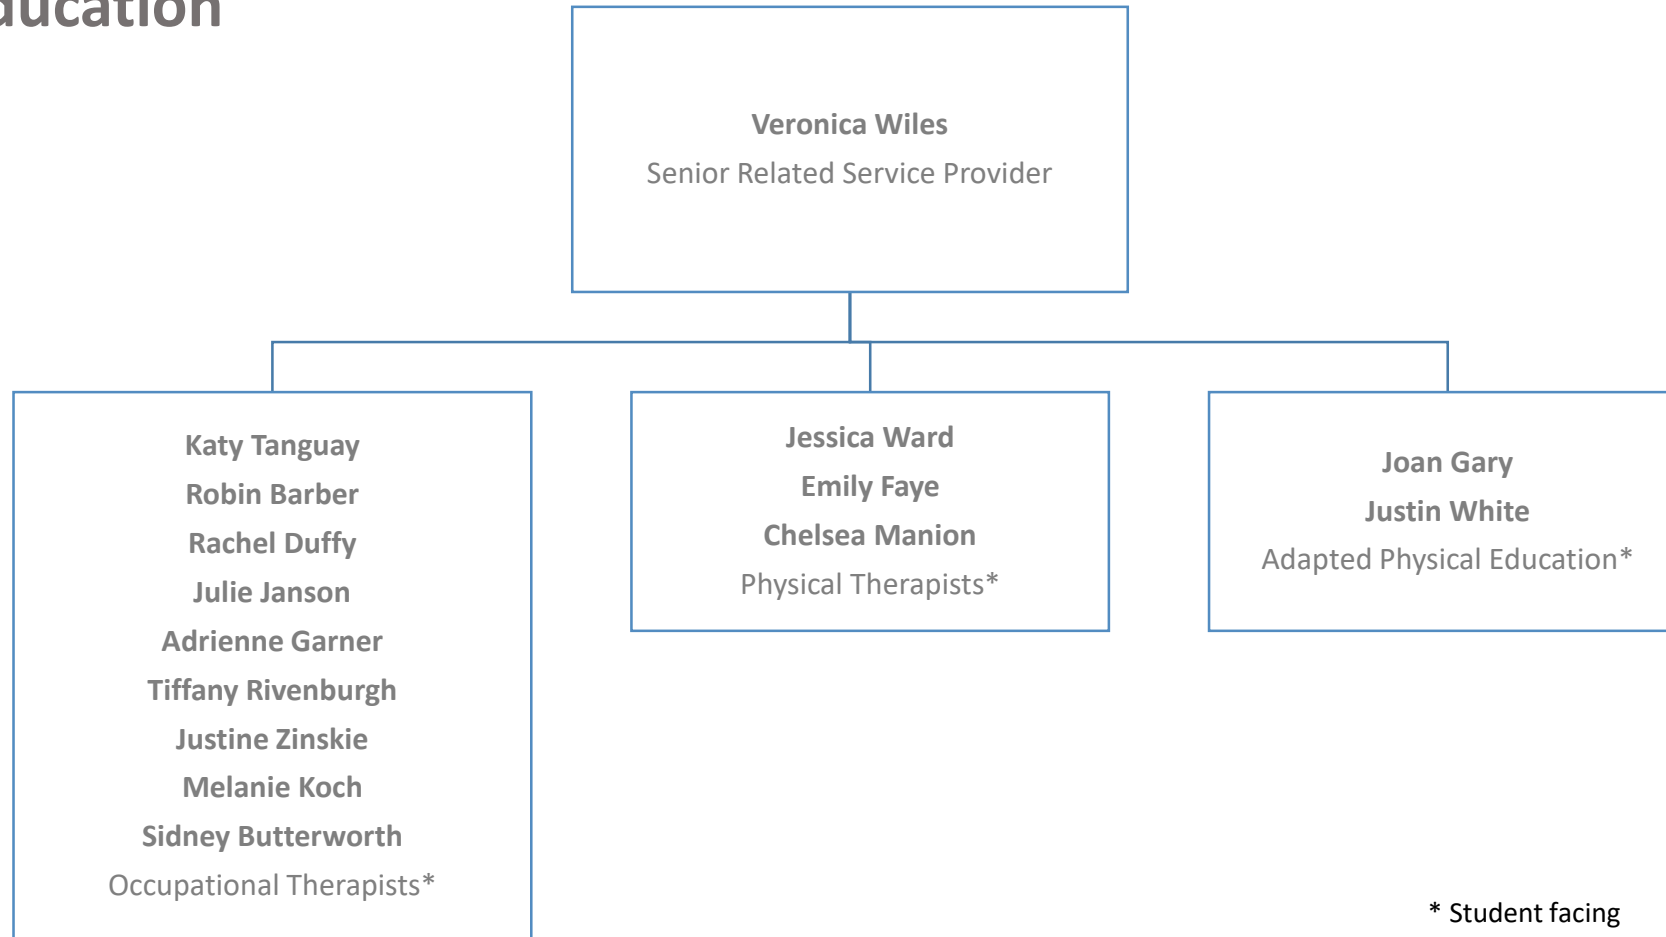 ducation
Veronica Wiles
Senior Related Service Provider
Katy Tanguay
Robin Barber
Rachel Duffy
Julie Janson
Adrienne Garner
Tiffany Rivenburgh
Justine Zinskie
Melanie Koch
Sidney Butterworth
Occupational Therapists*
Jessica Ward
Emily Faye
Chelsea Manion
Physical Therapists*
Joan Gary
Justin White
Adapted Physical Education*
* Student facing